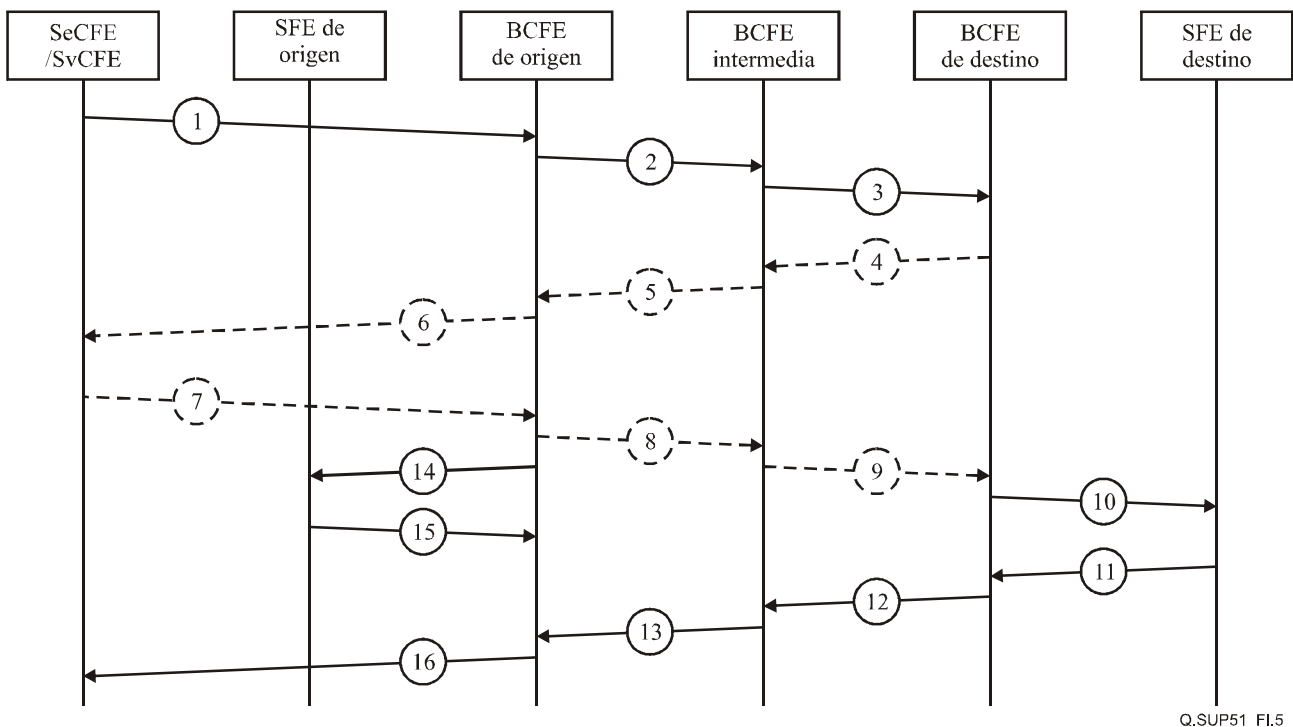 SeCFE
/SvCFE
SFE de
origen
BCFE
de origen
BCFE
intermedia
BCFE
de destino
SFE de
destino
1
2
3
4
5
6
7
8
14
9
10
15
11
12
13
16
Q.SUP51_FI.5